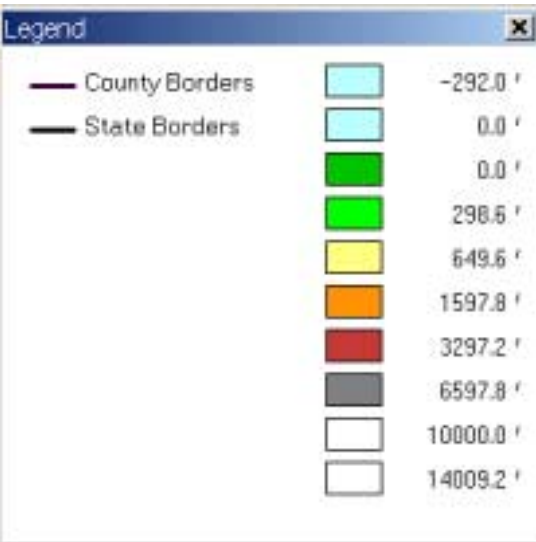 Legend
County Borders -292.0 '
State Borders 0.0 '
0.0 '
298.6 '
649.6 '
1597.8 '
3297.2 '
6597.8 '
10000.0 '
14009.2 '